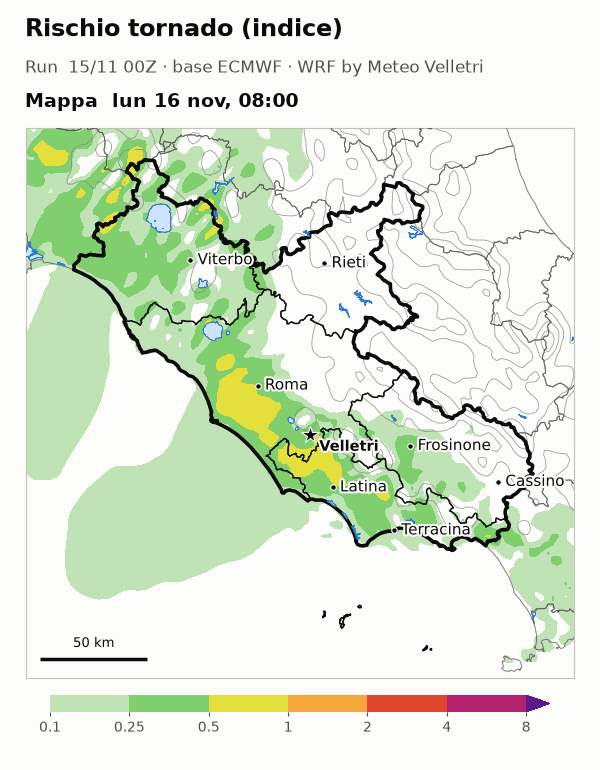 Rischio tornado (indice)
Run  15/11 00Z · base ECMWF · WRF by Meteo Velletri
Mappa  lun 16 nov, 08:00
Viterbo
Rieti
Roma
Velletri
Frosinone
Cassino
Latina
Terracina
50 km
0.1 0.25 0.5 1 2 4 8